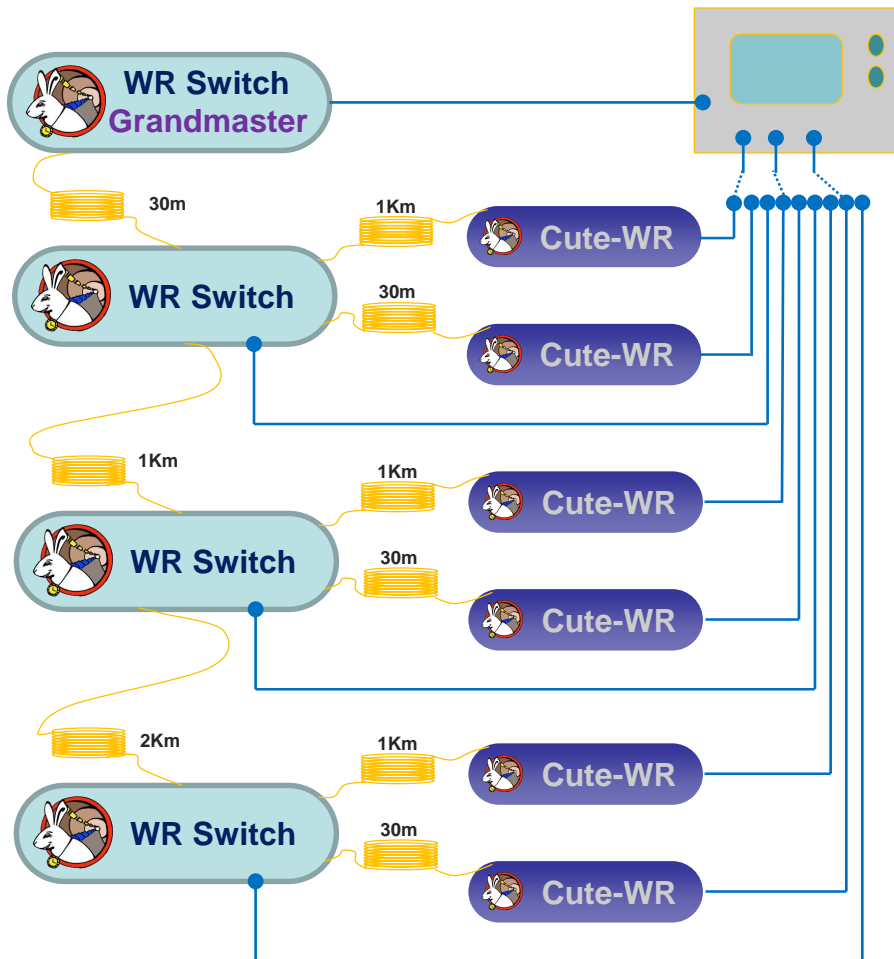 WR Switch
Grandmaster
30m
1Km
Cute-WR
WR Switch
30m
Cute-WR
1Km
1Km
Cute-WR
WR Switch
30m
Cute-WR
2Km
1Km
Cute-WR
WR Switch
30m
Cute-WR